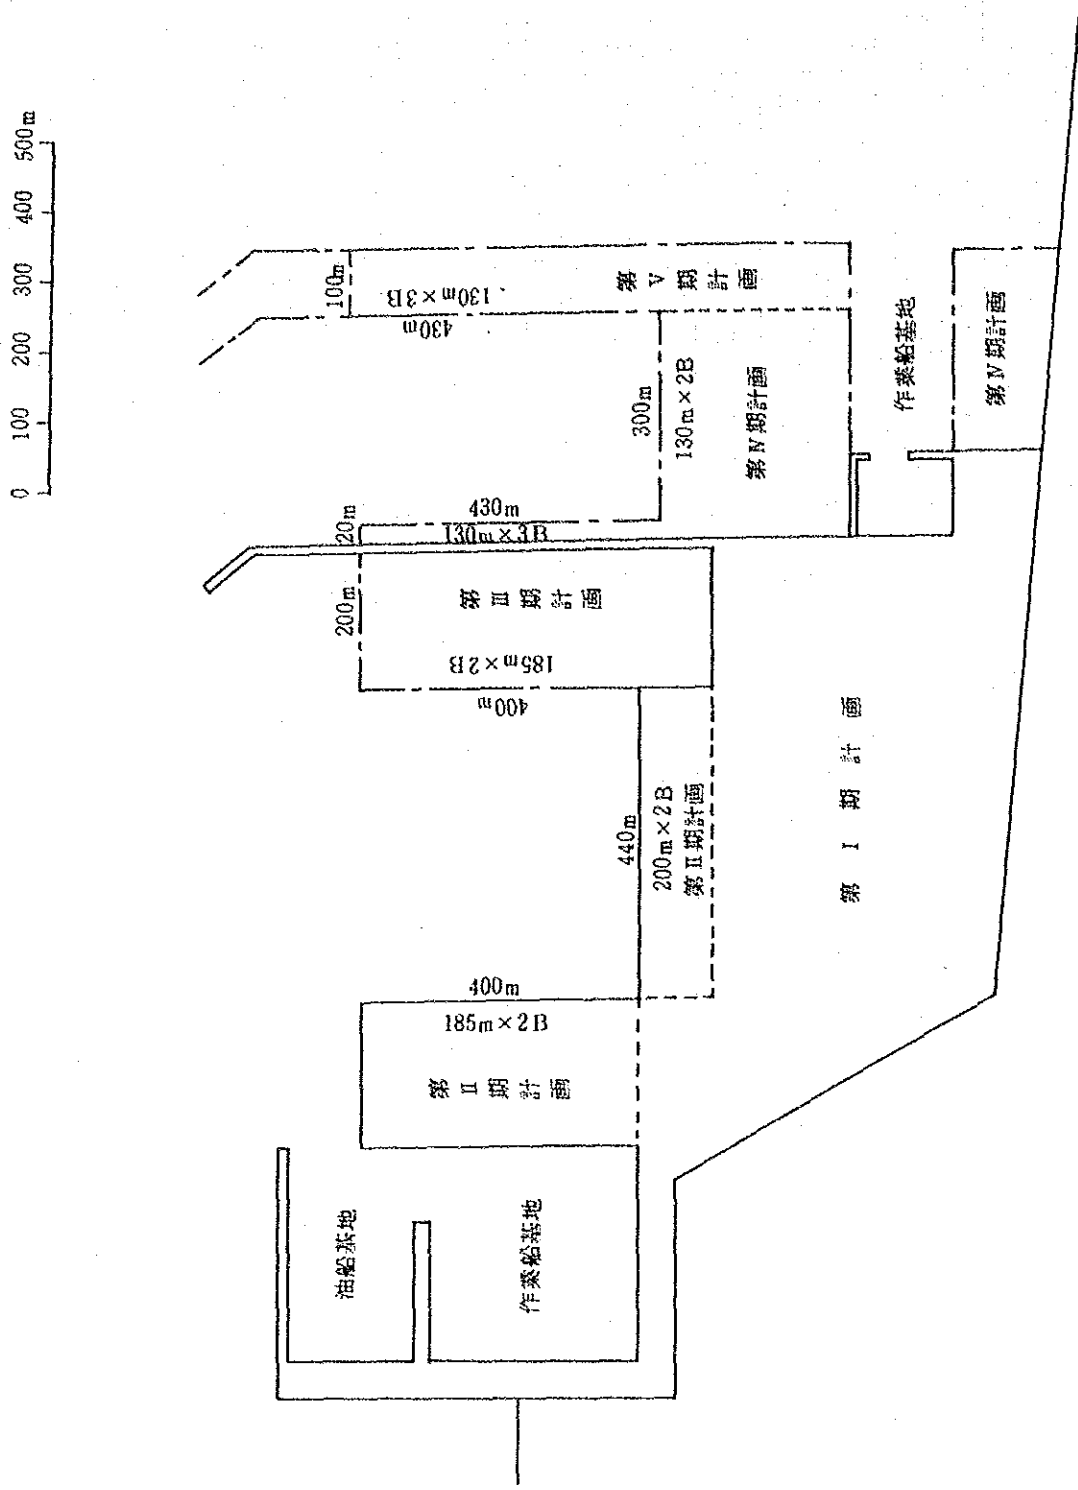 0 100 200 300 400 500m
油船基地
作業船基地
第Ⅱ期計画
185m×2B
400m
440m
200m×2B
第Ⅱ期計画
第Ⅰ期計画
400m
185m×2B
第Ⅲ期計画
200m
20m
430m
130m×3B
300m
130m×2B
第Ⅳ期計画
430m
130m×3B
100m
第Ⅴ期計画
作業船基地
第Ⅳ期計画